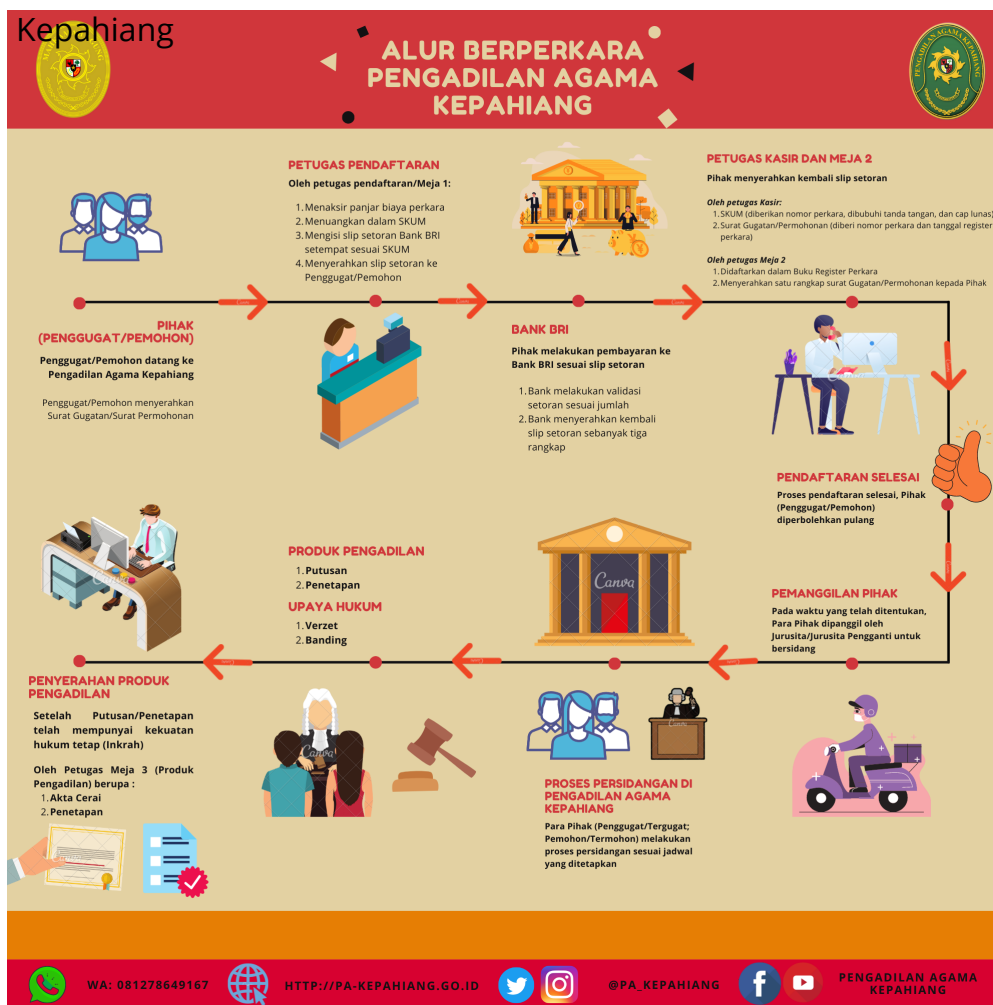 Kepahiang
ALUR BERPERKARA
PENGADILAN AGAMA
KEPAHIANG
PENGADILAN AGAMA KEPAHIANG
PETUGAS PENDAFTARAN
Oleh petugas pendaftaran/Meja 1:
1. Menaksir panjar biaya perkara
2. Menuangkan dalam SKUM
3. Mengisi slip setoran Bank BRI
setempat sesuai SKUM
4. Menyerahkan slip setoran ke
Penggugat/Pemohon
PETUGAS KASIR DAN MEJA 2
Pihak menyerahkan kembali slip setoran
Oleh petugas Kasir:
1. SKUM (diberikan nomor perkara, dibubuhi tanda tangan, dan cap lunas)
2. Surat Gugatan/Permohonan (diberi nomor perkara dan tanggal register
perkara)
Oleh petugas Meja 2
1. Didaftarkan dalam Buku Register Perkara
2. Menyerahkan satu rangkap surat Gugatan/Permohonan kepada Pihak
PIHAK
(PENGGUGAT/PEMOHON)
Penggugat/Pemohon datang ke
Pengadilan Agama Kepahiang
Penggugat/Pemohon menyerahkan
Surat Gugatan/Surat Permohonan
BANK BRI
Pihak melakukan pembayaran ke
Bank BRI sesuai slip setoran
1. Bank melakukan validasi
setoran sesuai jumlah
2. Bank menyerahkan kembali
slip setoran sebanyak tiga
rangkap
PENDAFTARAN SELESAI
Proses pendaftaran selesai, Pihak
(Penggugat/Pemohon)
diperbolehkan pulang
PEMANGGILAN PIHAK
Pada waktu yang telah ditentukan,
Para Pihak dipanggil oleh
Jurusita/Jurusita Pengganti untuk
bersidang
Canva
PRODUK PENGADILAN
1. Putusan
2. Penetapan
UPAYA HUKUM
1. Verzet
2. Banding
Canva
PENYERAHAN PRODUK
PENGADILAN
Setelah Putusan/Penetapan
telah mempunyai kekuatan
hukum tetap (Inkrah)
Oleh Petugas Meja 3 (Produk
Pengadilan) berupa :
1. Akta Cerai
2. Penetapan
Canva
PROSES PERSIDANGAN DI
PENGADILAN AGAMA
KEPAHIANG
Para Pihak (Penggugat/Tergugat;
Pemohon/Termohon) melakukan
proses persidangan sesuai jadwal
yang ditetapkan
WA: 081278649167
HTTP://PA-KEPAHIANG.GO.ID
@PA_KEPAHIANG
PENGADILAN AGAMA
KEPAHIANG